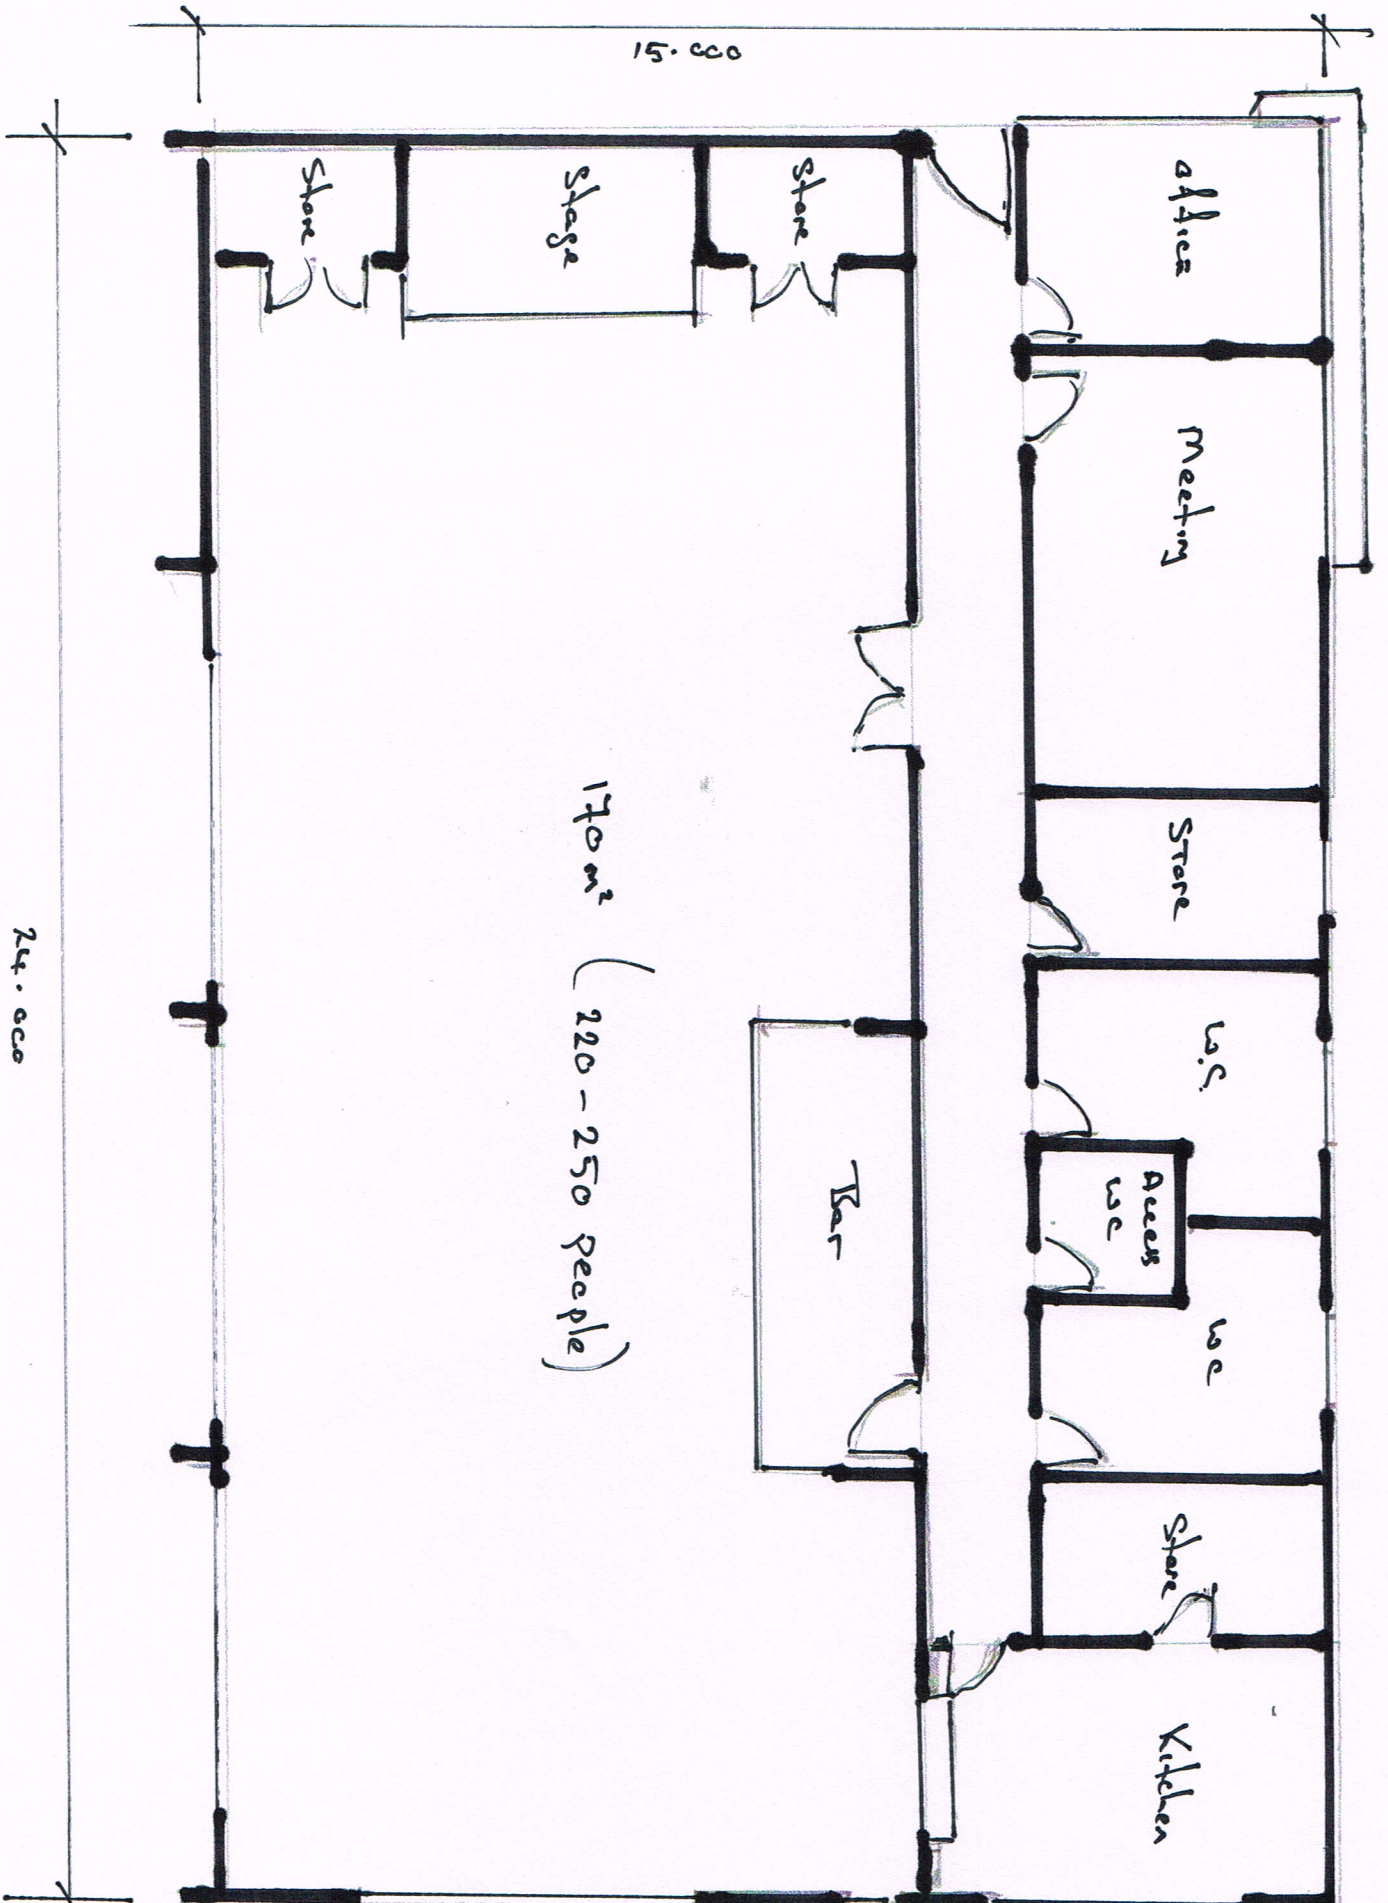 15.000
Office
Meeting
Store
W.C.
Access
WC
WC
Store
Kitchen
Store
Stage
Store
170m² (220-250 people)
Bar
24.000